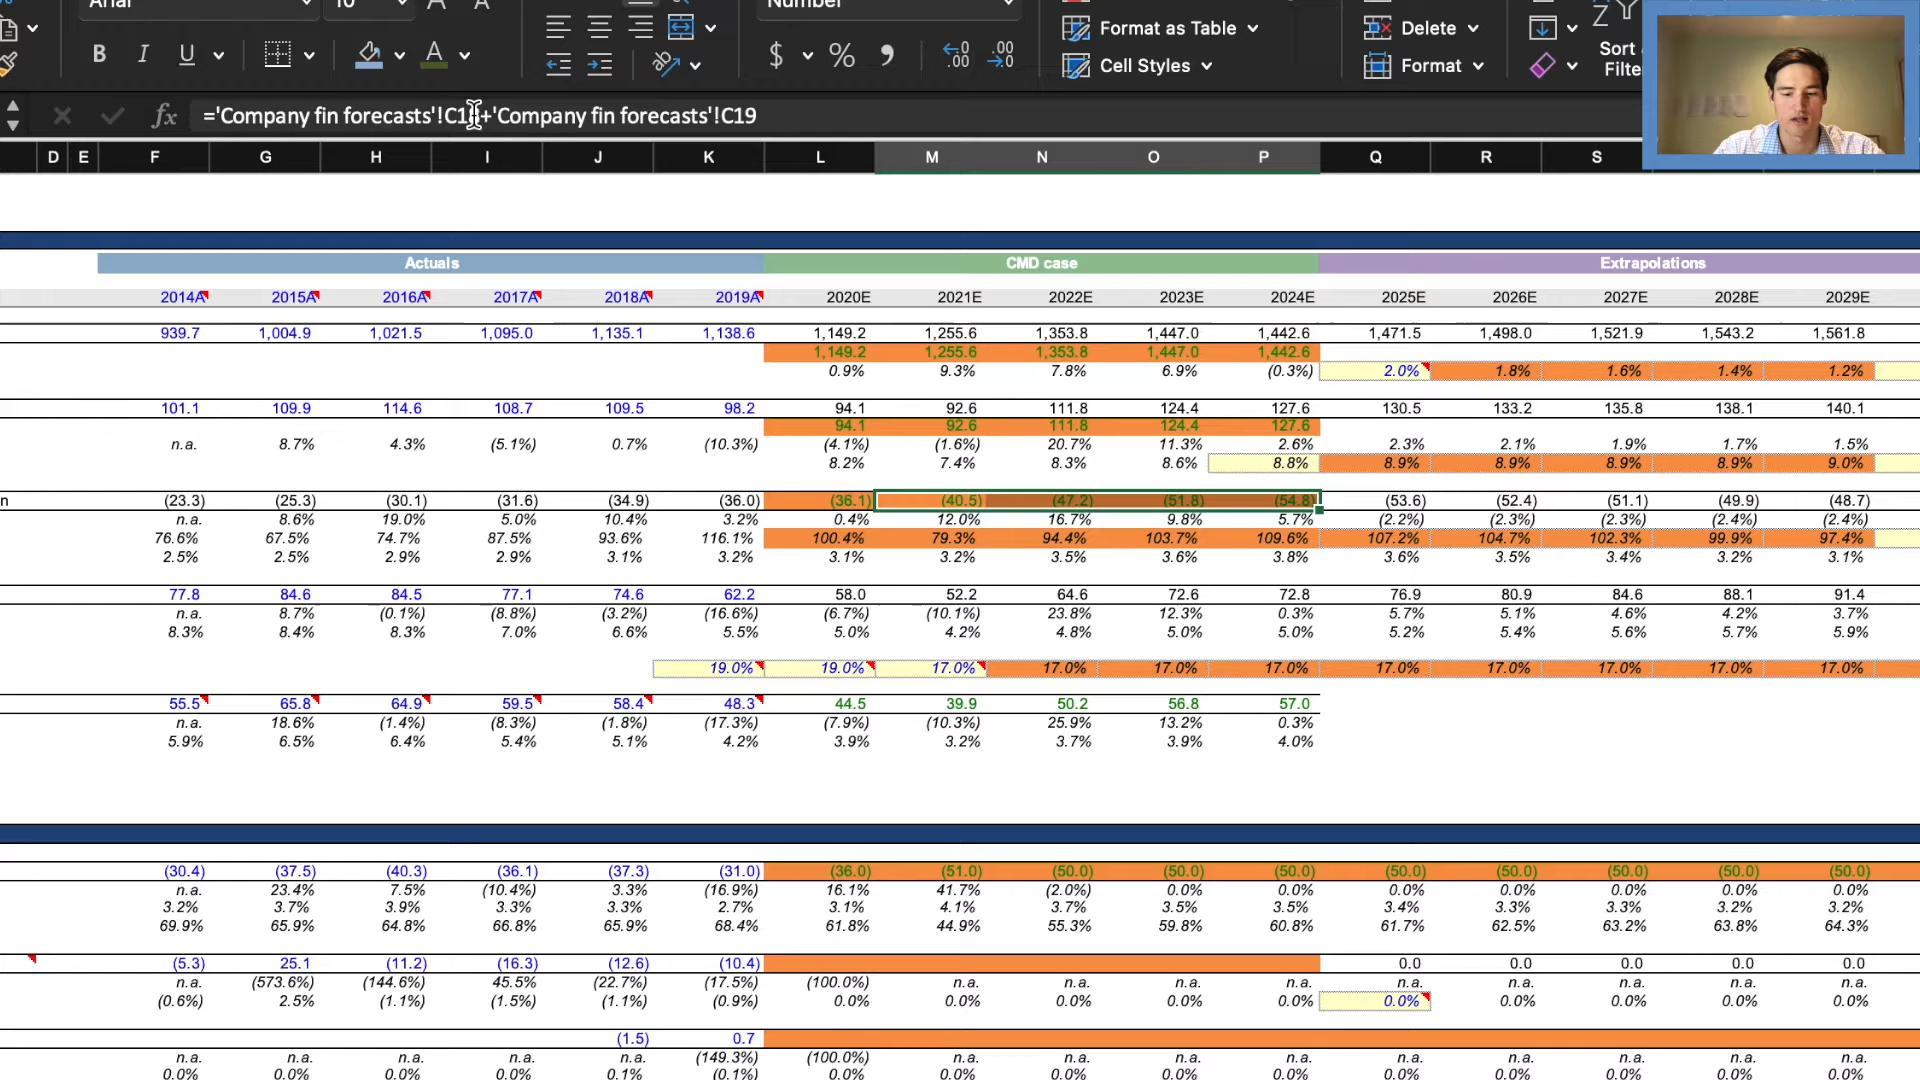 Arial 10 Number
$ % Format as Table Delete
B I U A Cell Styles Format Sort
fx ='Company fin forecasts'!C1 +'Company fin forecasts'!C19
D E F G H I J K L M N O P Q R S
Actuals CMD case Extrapolations
2014A 2015A 2016A 2017A 2018A 2019A 2020E 2021E 2022E 2023E 2024E 2025E 2026E 2027E 2028E 2029E
939.7 1,004.9 1,021.5 1,095.0 1,135.1 1,138.6 1,149.2 1,255.6 1,353.8 1,447.0 1,442.6 1,471.5 1,498.0 1,521.9 1,543.2 1,561.8
1,149.2 1,255.6 1,353.8 1,447.0 1,442.6
0.9% 9.3% 7.8% 6.9% (0.3%) 2.0% 1.8% 1.6% 1.4% 1.2%
101.1 109.9 114.6 108.7 109.5 98.2 94.1 92.6 111.8 124.4 127.6 130.5 133.2 135.8 138.1 140.1
94.1 92.6 111.8 124.4 127.6
n.a. 8.7% 4.3% (5.1%) 0.7% (10.3%) (4.1%) (1.6%) 20.7% 11.3% 2.6% 2.3% 2.1% 1.9% 1.7% 1.5%
8.2% 7.4% 8.3% 8.6% 8.8% 8.9% 8.9% 8.9% 8.9% 9.0%
n (23.3) (25.3) (30.1) (31.6) (34.9) (36.0) (36.1) (40.5) (47.2) (51.8) (54.8) (53.6) (52.4) (51.1) (49.9) (48.7)
n.a. 8.6% 19.0% 5.0% 10.4% 3.2% 0.4% 12.0% 16.7% 9.8% 5.7% (2.2%) (2.3%) (2.3%) (2.4%) (2.4%)
76.6% 67.5% 74.7% 87.5% 93.6% 116.1% 100.4% 79.3% 94.4% 103.7% 109.6% 107.2% 104.7% 102.3% 99.9% 97.4%
2.5% 2.5% 2.9% 2.9% 3.1% 3.2% 3.1% 3.2% 3.5% 3.6% 3.8% 3.6% 3.5% 3.4% 3.2% 3.1%
77.8 84.6 84.5 77.1 74.6 62.2 58.0 52.2 64.6 72.6 72.8 76.9 80.9 84.6 88.1 91.4
n.a. 8.7% (0.1%) (8.8%) (3.2%) (16.6%) (6.7%) (10.1%) 23.8% 12.3% 0.3% 5.7% 5.1% 4.6% 4.2% 3.7%
8.3% 8.4% 8.3% 7.0% 6.6% 5.5% 5.0% 4.2% 4.8% 5.0% 5.0% 5.2% 5.4% 5.6% 5.7% 5.9%
19.0% 19.0% 17.0% 17.0% 17.0% 17.0% 17.0% 17.0% 17.0% 17.0% 17.0%
55.5 65.8 64.9 59.5 58.4 48.3 44.5 39.9 50.2 56.8 57.0
n.a. 18.6% (1.4%) (8.3%) (1.8%) (17.3%) (7.9%) (10.3%) 25.9% 13.2% 0.3%
5.9% 6.5% 6.4% 5.4% 5.1% 4.2% 3.9% 3.2% 3.7% 3.9% 4.0%
(30.4) (37.5) (40.3) (36.1) (37.3) (31.0) (36.0) (51.0) (50.0) (50.0) (50.0) (50.0) (50.0) (50.0) (50.0) (50.0)
n.a. 23.4% 7.5% (10.4%) 3.3% (16.9%) 16.1% 41.7% (2.0%) 0.0% 0.0% 0.0% 0.0% 0.0% 0.0% 0.0%
3.2% 3.7% 3.9% 3.3% 3.3% 2.7% 3.1% 4.1% 3.7% 3.5% 3.5% 3.4% 3.3% 3.3% 3.2% 3.2%
69.9% 65.9% 64.8% 66.8% 65.9% 68.4% 61.8% 44.9% 55.3% 59.8% 60.8% 61.7% 62.5% 63.2% 63.8% 64.3%
(5.3) 25.1 (11.2) (16.3) (12.6) (10.4) 0.0 0.0 0.0 0.0 0.0
n.a. (573.6%) (144.6%) 45.5% (22.7%) (17.5%) (100.0%) n.a. n.a. n.a. n.a. n.a. n.a. n.a. n.a. n.a.
(0.6%) 2.5% (1.1%) (1.5%) (1.1%) (0.9%) 0.0% 0.0% 0.0% 0.0% 0.0% 0.0% 0.0% 0.0% 0.0% 0.0%
(1.5) 0.7
n.a. n.a. n.a. n.a. n.a. (149.3%) (100.0%) n.a. n.a. n.a. n.a. n.a. n.a. n.a. n.a. n.a.
0.0% 0.0% 0.0% 0.0% 0.1% (0.1%) 0.0% 0.0% 0.0% 0.0% 0.0% 0.0% 0.0% 0.0% 0.0% 0.0%